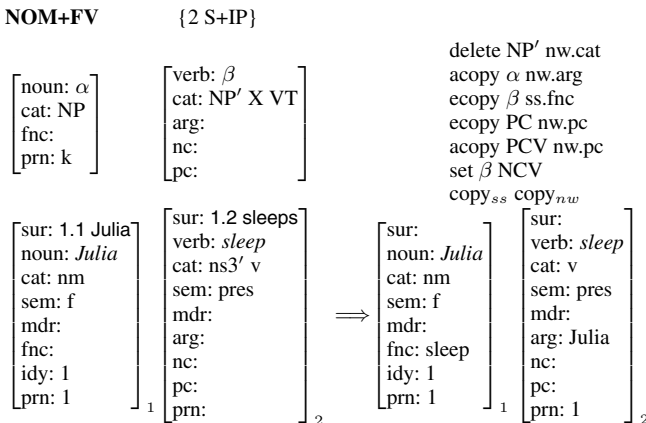 NOM+FV {2 S+IP}
delete NP′ nw.cat
acopy α nw.arg
ecopy β ss.fnc
ecopy PC nw.pc
acopy PCV nw.pc
set β NCV
copy_ss copy_nw
noun: α
cat: NP
fnc:
prn: k
verb: β
cat: NP′ X VT
arg:
nc:
pc:
sur: 1.1 Julia
noun: Julia
cat: nm
sem: f
mdr:
fnc:
idy: 1
prn: 1
1
sur: 1.2 sleeps
verb: sleep
cat: ns3′ v
sem: pres
mdr:
arg:
nc:
pc:
prn:
2
⟹
sur:
noun: Julia
cat: nm
sem: f
mdr:
fnc: sleep
idy: 1
prn: 1
1
sur:
verb: sleep
cat: v
sem: pres
mdr:
arg: Julia
nc:
pc:
prn: 1
2